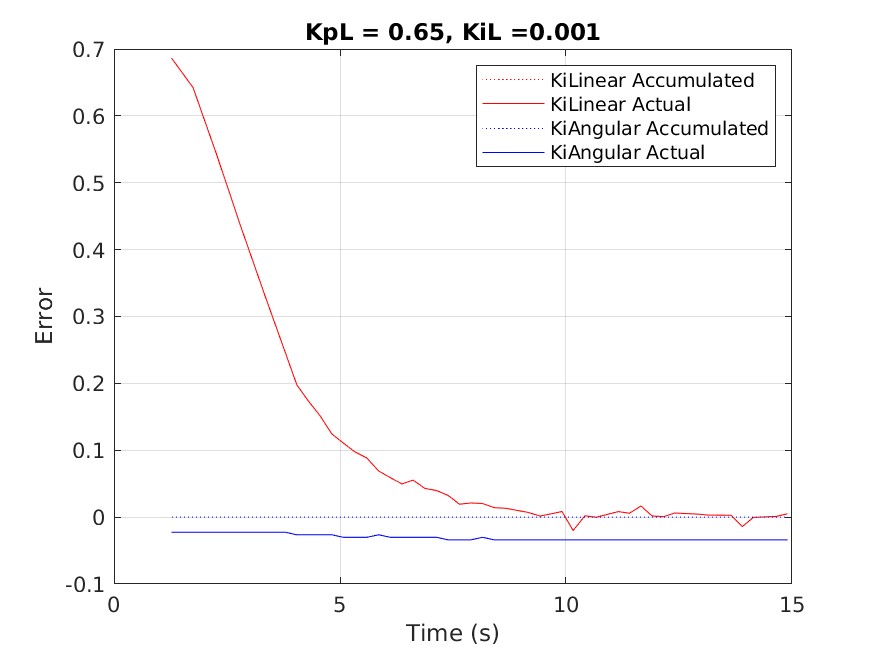 KpL = 0.65, KiL =0.001
0.7
0.6
0.5
0.4
0.3
0.2
0.1
0
-0.1
Error
KiLinear Accumulated
KiLinear Actual
KiAngular Accumulated
KiAngular Actual
0
5
10
15
Time (s)